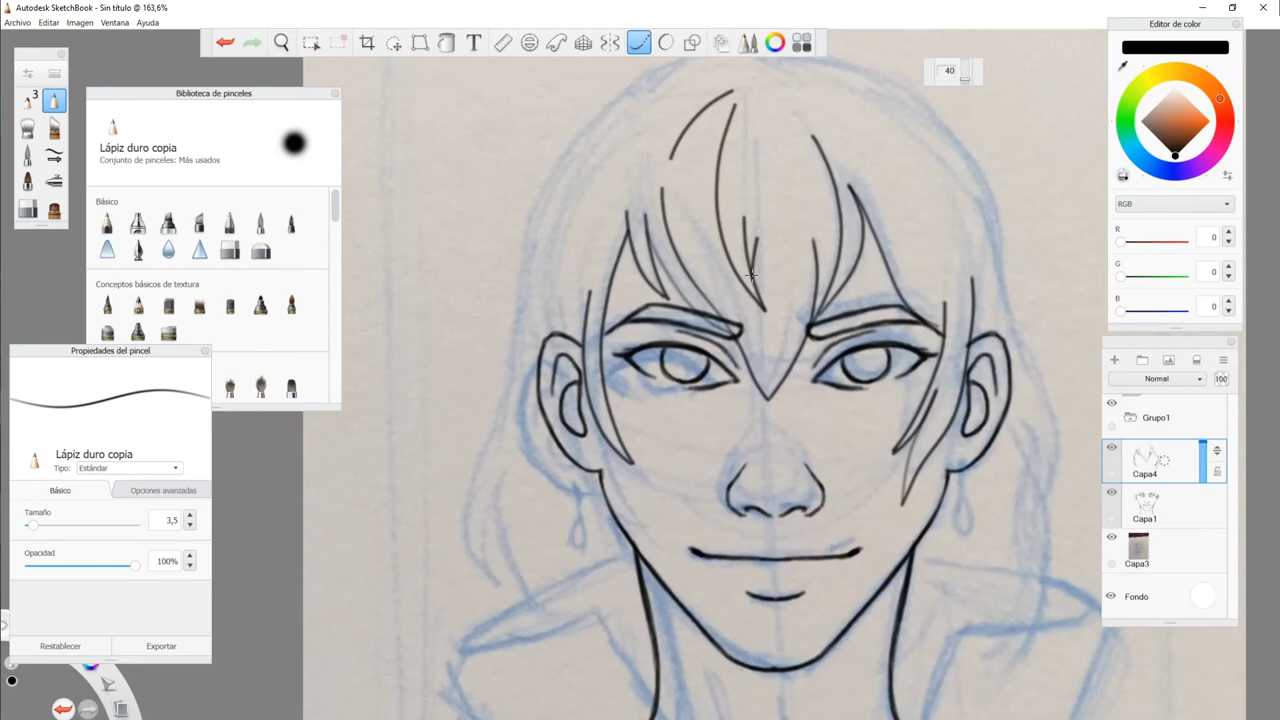 Autodesk SketchBook - Sin título @ 163,6%
Archivo Editar Imagen Ventana Ayuda
Editor de color
40
3
Biblioteca de pinceles
Lápiz duro copia
Conjunto de pinceles: Más usados
Básico
Conceptos básicos de textura
RGB
R 0
G 0
B 0
Propiedades del pincel
Lápiz duro copia
Tipo: Estándar
Básico Opciones avanzadas
Tamaño
3,5
Opacidad
100%
Restablecer Exportar
Normal 100
Grupo1
Capa4
Capa1
Capa3
Fondo